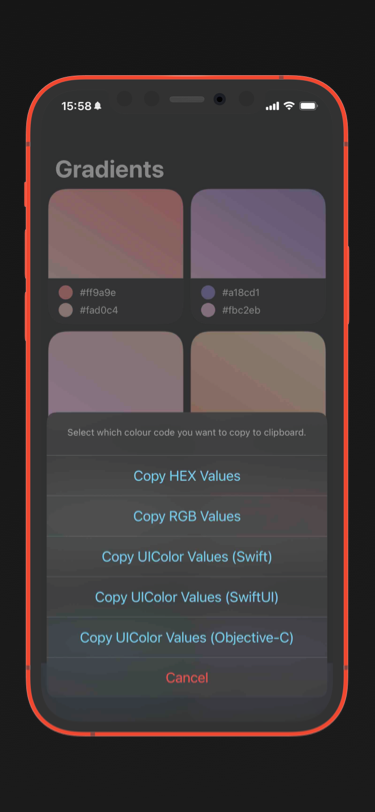 15:58
Gradients
#ff9a9e
#fad0c4
#a18cd1
#fbc2eb
Select which colour code you want to copy to clipboard.
Copy HEX Values
Copy RGB Values
Copy UIColor Values (Swift)
Copy UIColor Values (SwiftUI)
Copy UIColor Values (Objective-C)
Cancel